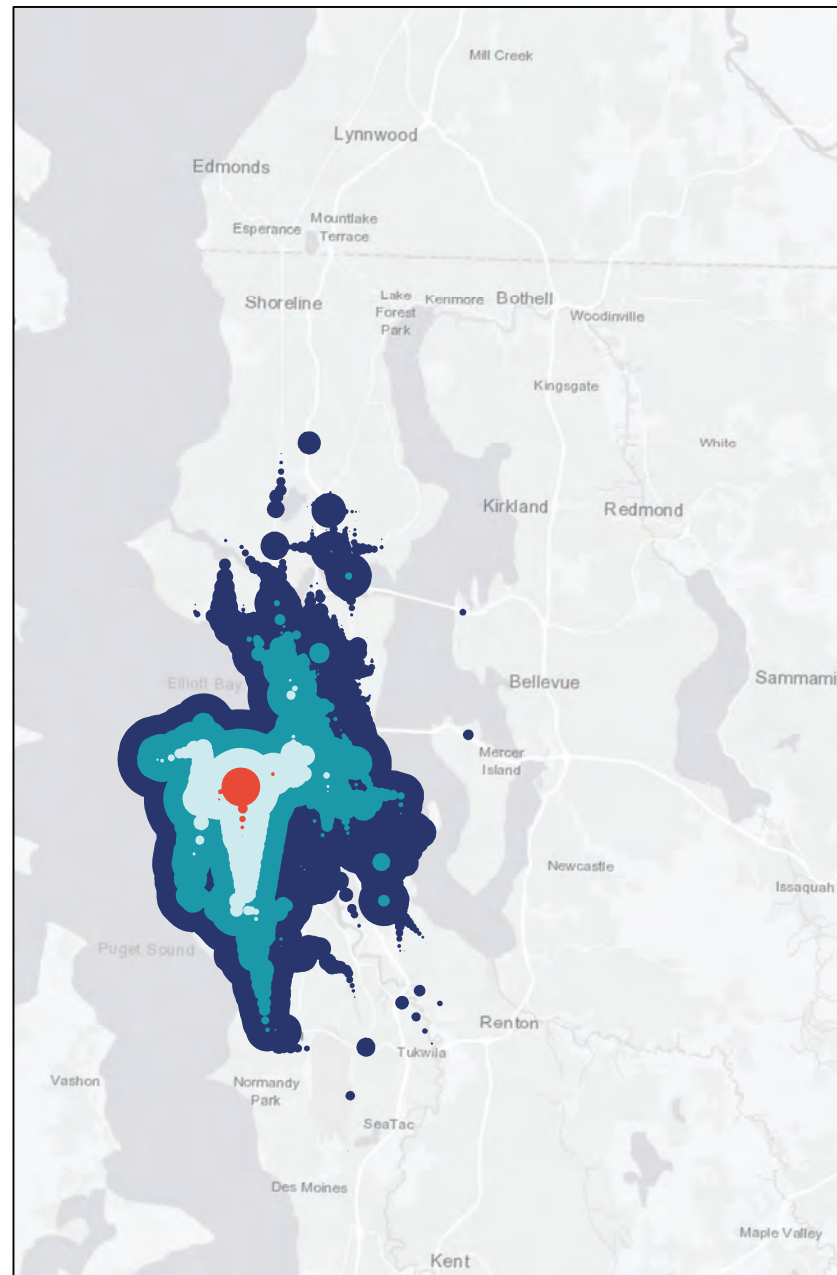 Mill Creek
Lynnwood
Edmonds
Mountlake
Terrace
Esperance
Shoreline
Lake
Forest
Park
Kenmore
Bothell
Woodinville
Kingsgate
White
Kirkland
Redmond
Elliott Bay
Bellevue
Sammami
Mercer
Island
Newcastle
Issaquah
Puget Sound
Renton
Tukwila
Vashon
Normandy
Park
SeaTac
Des Moines
Maple Valley
Kent